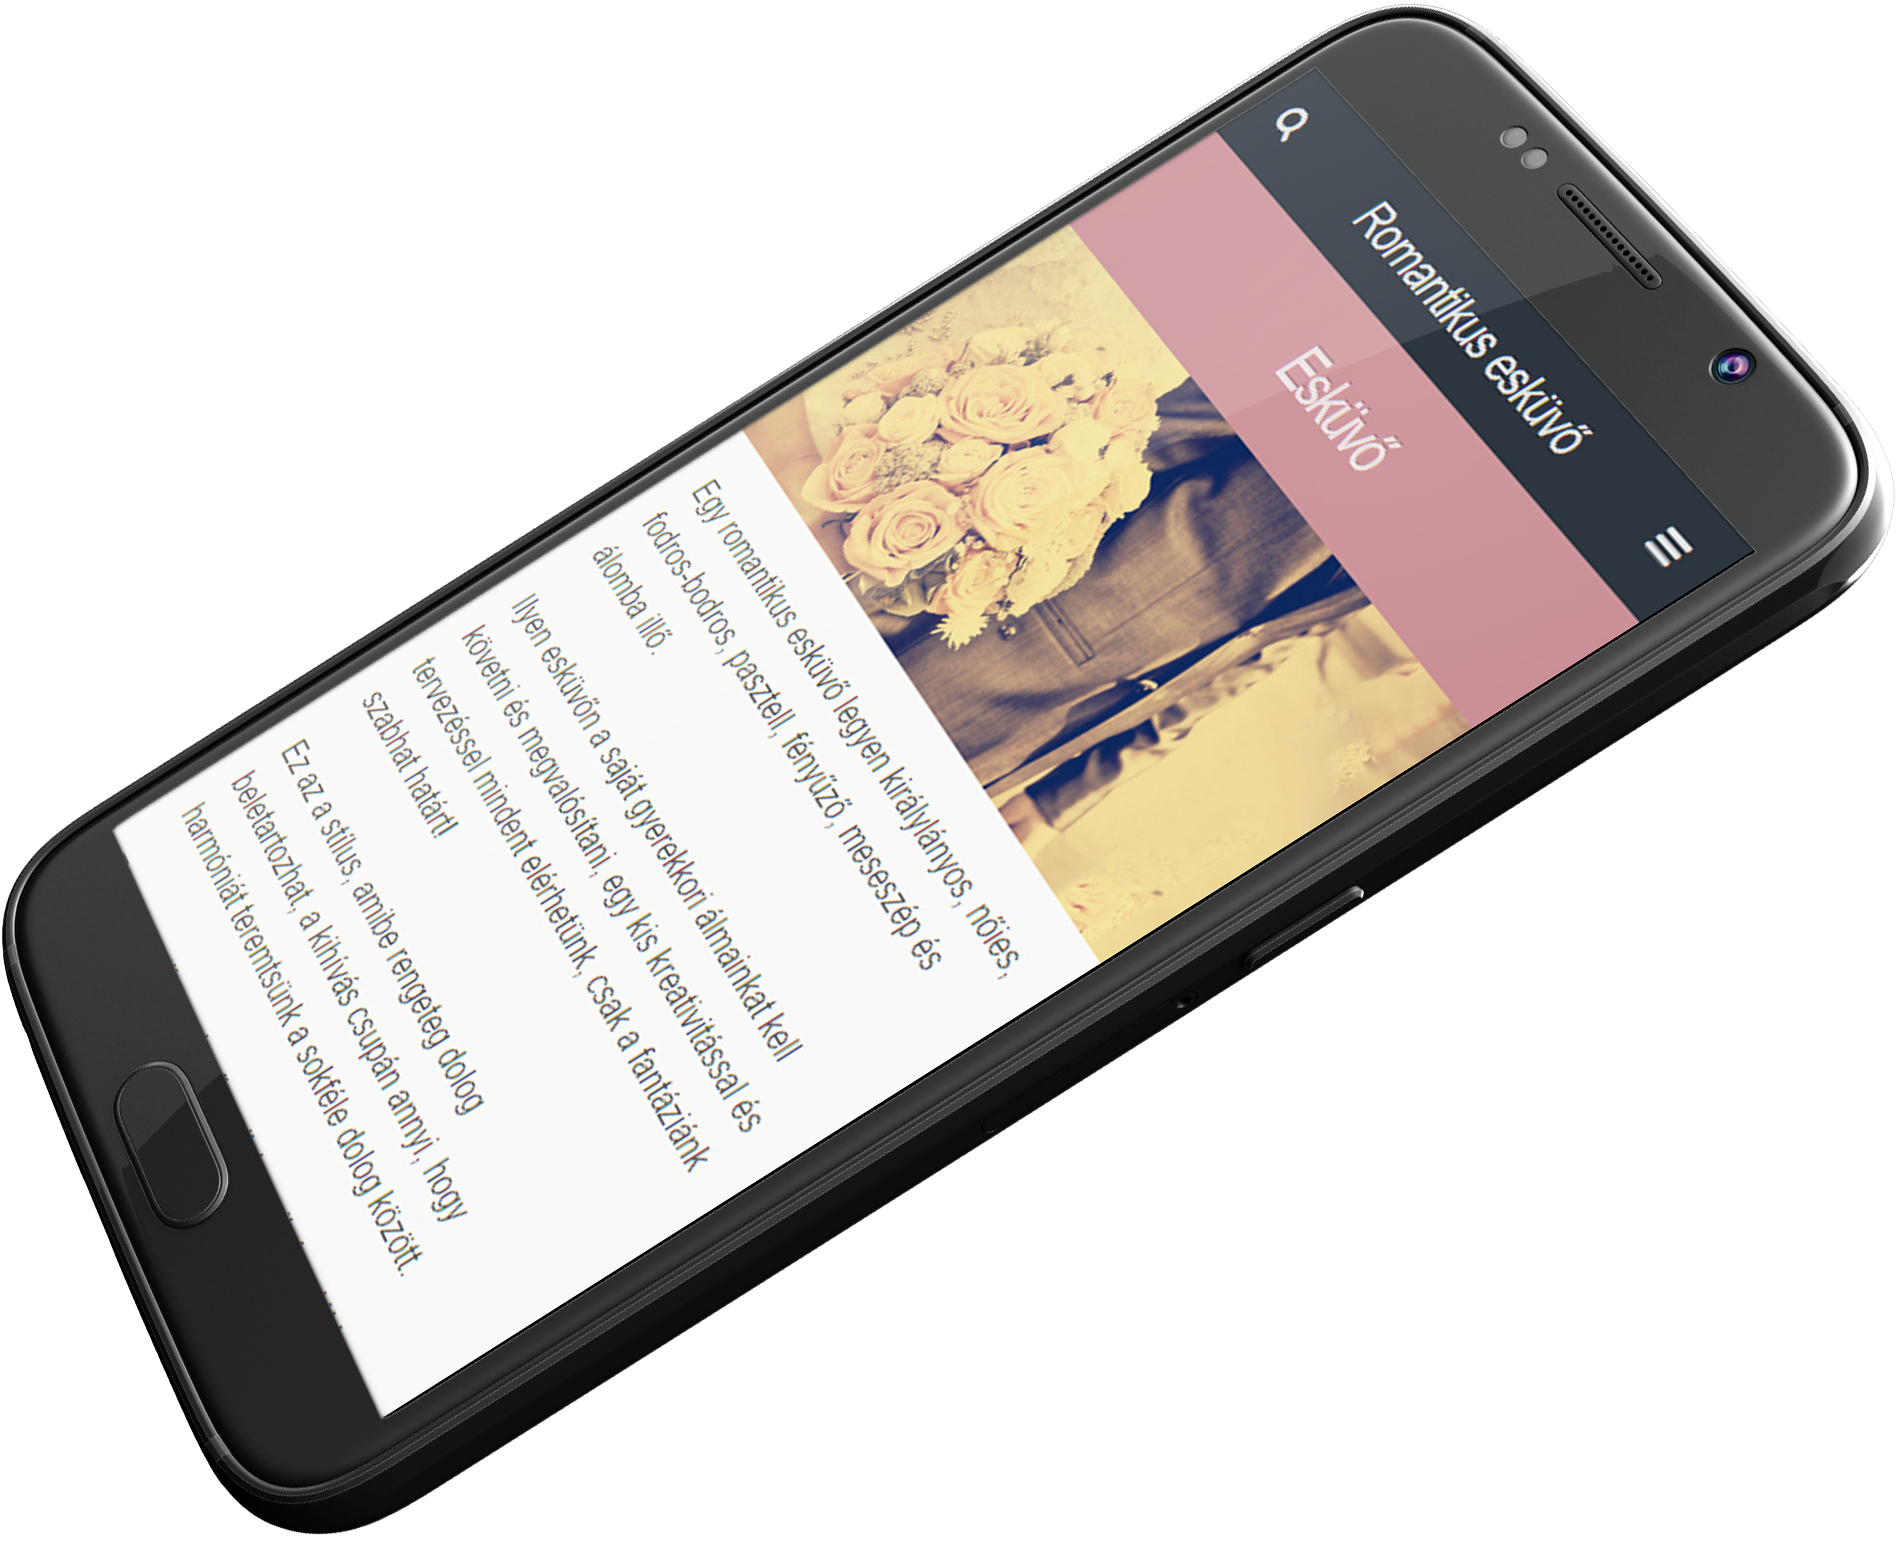 Romantikus esküvő
Esküvő
Egy romantikus esküvő legyen királylányos, nőies,
fodros-bodros, pasztell, fényűző, meseszép és
álomba illő.
Ilyen esküvőn a saját gyerekkori álmainkat kell
követni és megvalósítani, egy kis kreativitással és
tervezéssel mindent elérhetünk, csak a fantáziánk
szabhat határt!
Ez az a stílus, amibe rengeteg dolog
beletartozhat, a kihívás csupán annyi, hogy
harmóniát teremtsünk a sokféle dolog között.